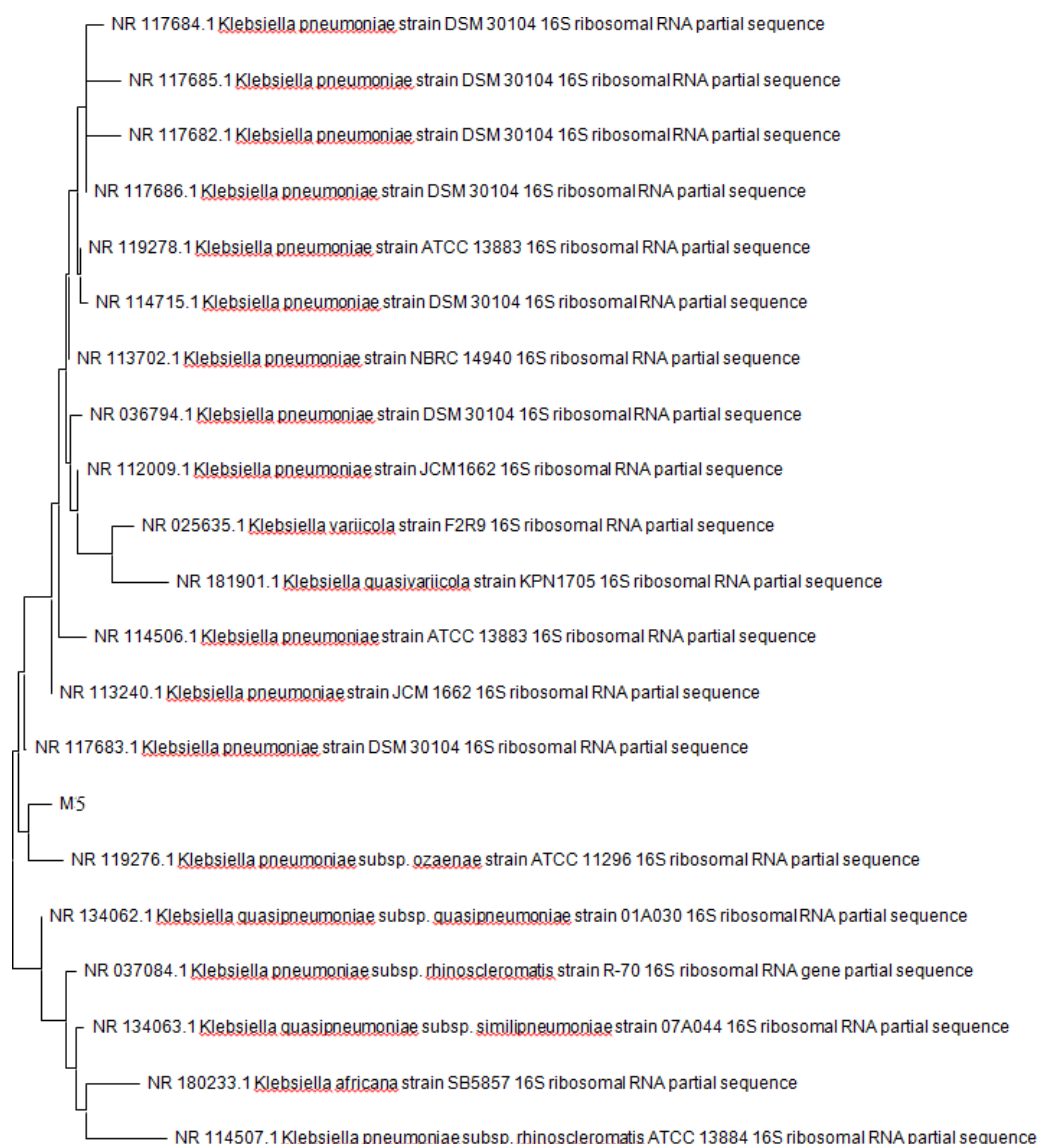 NR 117684.1 Klebsiella pneumoniae strain DSM 30104 16S ribosomal RNA partial sequence
NR 117685.1 Klebsiella pneumoniae strain DSM 30104 16S ribosomal RNA partial sequence
NR 117682.1 Klebsiella pneumoniae strain DSM 30104 16S ribosomal RNA partial sequence
NR 117686.1 Klebsiella pneumoniae strain DSM 30104 16S ribosomal RNA partial sequence
NR 119278.1 Klebsiella pneumoniae strain ATCC 13883 16S ribosomal RNA partial sequence
NR 114715.1 Klebsiella pneumoniae strain DSM 30104 16S ribosomal RNA partial sequence
NR 113702.1 Klebsiella pneumoniae strain NBRC 14940 16S ribosomal RNA partial sequence
NR 036794.1 Klebsiella pneumoniae strain DSM 30104 16S ribosomal RNA partial sequence
NR 112009.1 Klebsiella pneumoniae strain JCM1662 16S ribosomal RNA partial sequence
NR 025635.1 Klebsiella variicola strain F2R9 16S ribosomal RNA partial sequence
NR 181901.1 Klebsiella quasivariicola strain KPN1705 16S ribosomal RNA partial sequence
NR 114506.1 Klebsiella pneumoniae strain ATCC 13883 16S ribosomal RNA partial sequence
NR 113240.1 Klebsiella pneumoniae strain JCM 1662 16S ribosomal RNA partial sequence
NR 117683.1 Klebsiella pneumoniae strain DSM 30104 16S ribosomal RNA partial sequence
M5
NR 119276.1 Klebsiella pneumoniae subsp. ozaenae strain ATCC 11296 16S ribosomal RNA partial sequence
NR 134062.1 Klebsiella quasipneumoniae subsp. quasipneumoniae strain 01A030 16S ribosomal RNA partial sequence
NR 037084.1 Klebsiella pneumoniae subsp. rhinoscleromatis strain R-70 16S ribosomal RNA gene partial sequence
NR 134063.1 Klebsiella quasipneumoniae subsp. similipneumoniae strain 07A044 16S ribosomal RNA partial sequence
NR 180233.1 Klebsiella africana strain SB5857 16S ribosomal RNA partial sequence
NR 114507.1 Klebsiella pneumoniae subsp. rhinoscleromatis ATCC 13884 16S ribosomal RNA partial sequence